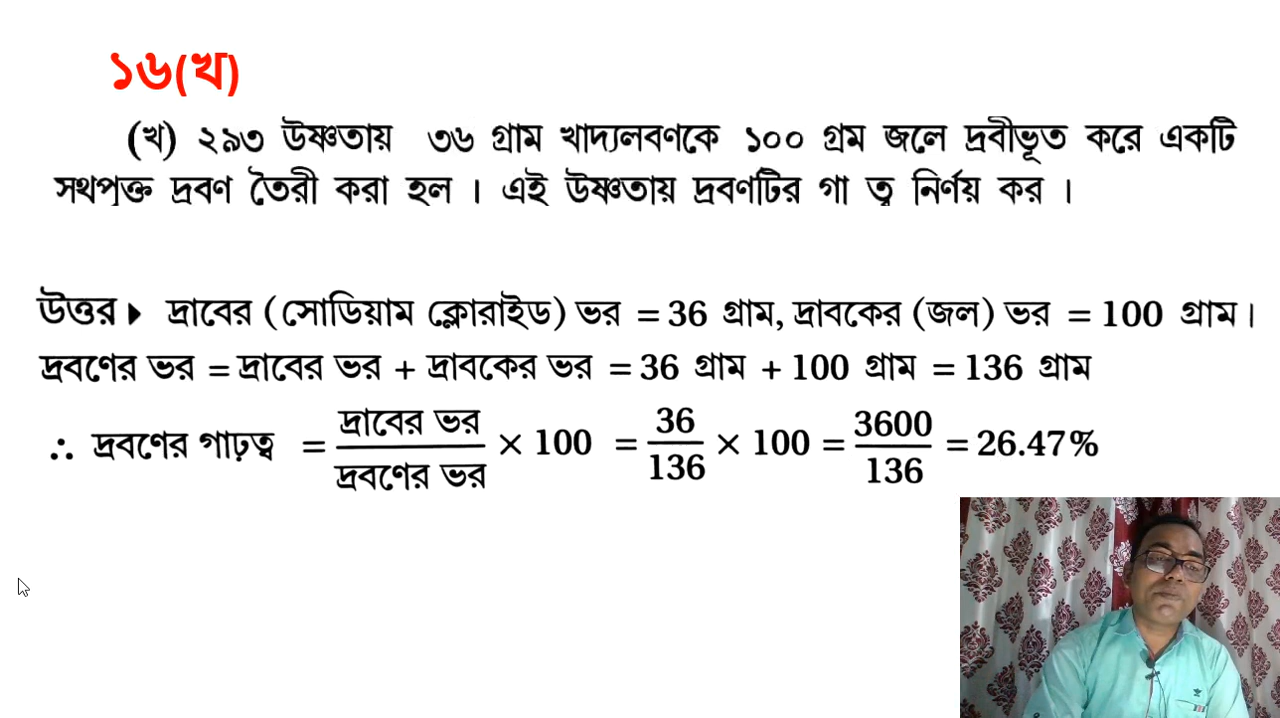 ১৬(খ)
(খ) ২৯৩ উষ্ণতায় ৩৬ গ্রাম খাদ্যলবণকে ১০০ গ্রম জলে দ্রবীভূত করে একটি
সথপৃক্ত দ্রবণ তৈরী করা হল । এই উষ্ণতায় দ্রবণটির গা ত্ব নির্ণয় কর ।
উত্তর▸ দ্রাবের (সোডিয়াম ক্লোরাইড) ভর = 36 গ্রাম, দ্রাবকের (জল) ভর = 100 গ্রাম।
দ্রবণের ভর = দ্রাবের ভর + দ্রাবকের ভর = 36 গ্রাম + 100 গ্রাম = 136 গ্রাম
∴ দ্রবণের গাঢ়ত্ব = দ্রাবের ভর / দ্রবণের ভর × 100 = 36/136 × 100 = 3600/136 = 26.47%